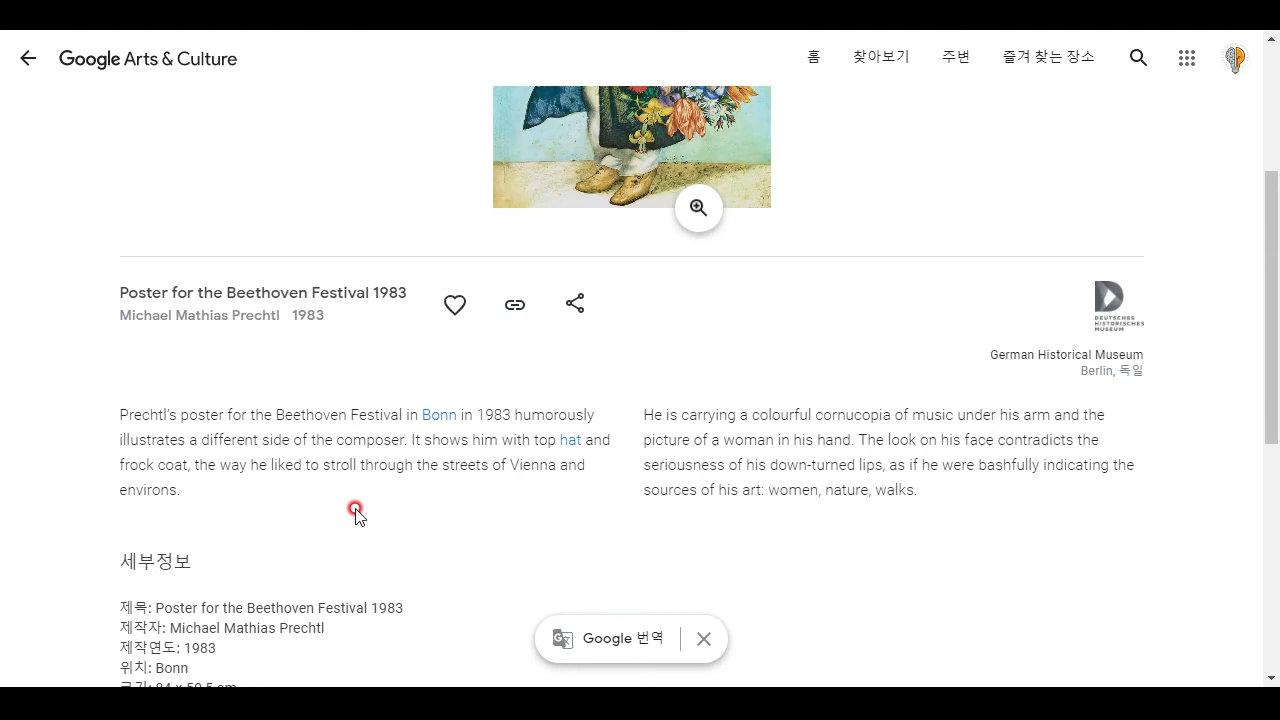 Google Arts & Culture
홈 찾아보기 주변 즐겨 찾는 장소
Poster for the Beethoven Festival 1983
Michael Mathias Prechtl 1983
DEUTSCHES
HISTORISCHES
MUSEUM
German Historical Museum
Berlin, 독일
Prechtl's poster for the Beethoven Festival in Bonn in 1983 humorously
illustrates a different side of the composer. It shows him with top hat and
frock coat, the way he liked to stroll through the streets of Vienna and
environs.
He is carrying a colourful cornucopia of music under his arm and the
picture of a woman in his hand. The look on his face contradicts the
seriousness of his down-turned lips, as if he were bashfully indicating the
sources of his art: women, nature, walks.
세부정보
제목: Poster for the Beethoven Festival 1983
제작자: Michael Mathias Prechtl
제작연도: 1983
위치: Bonn
Google 번역